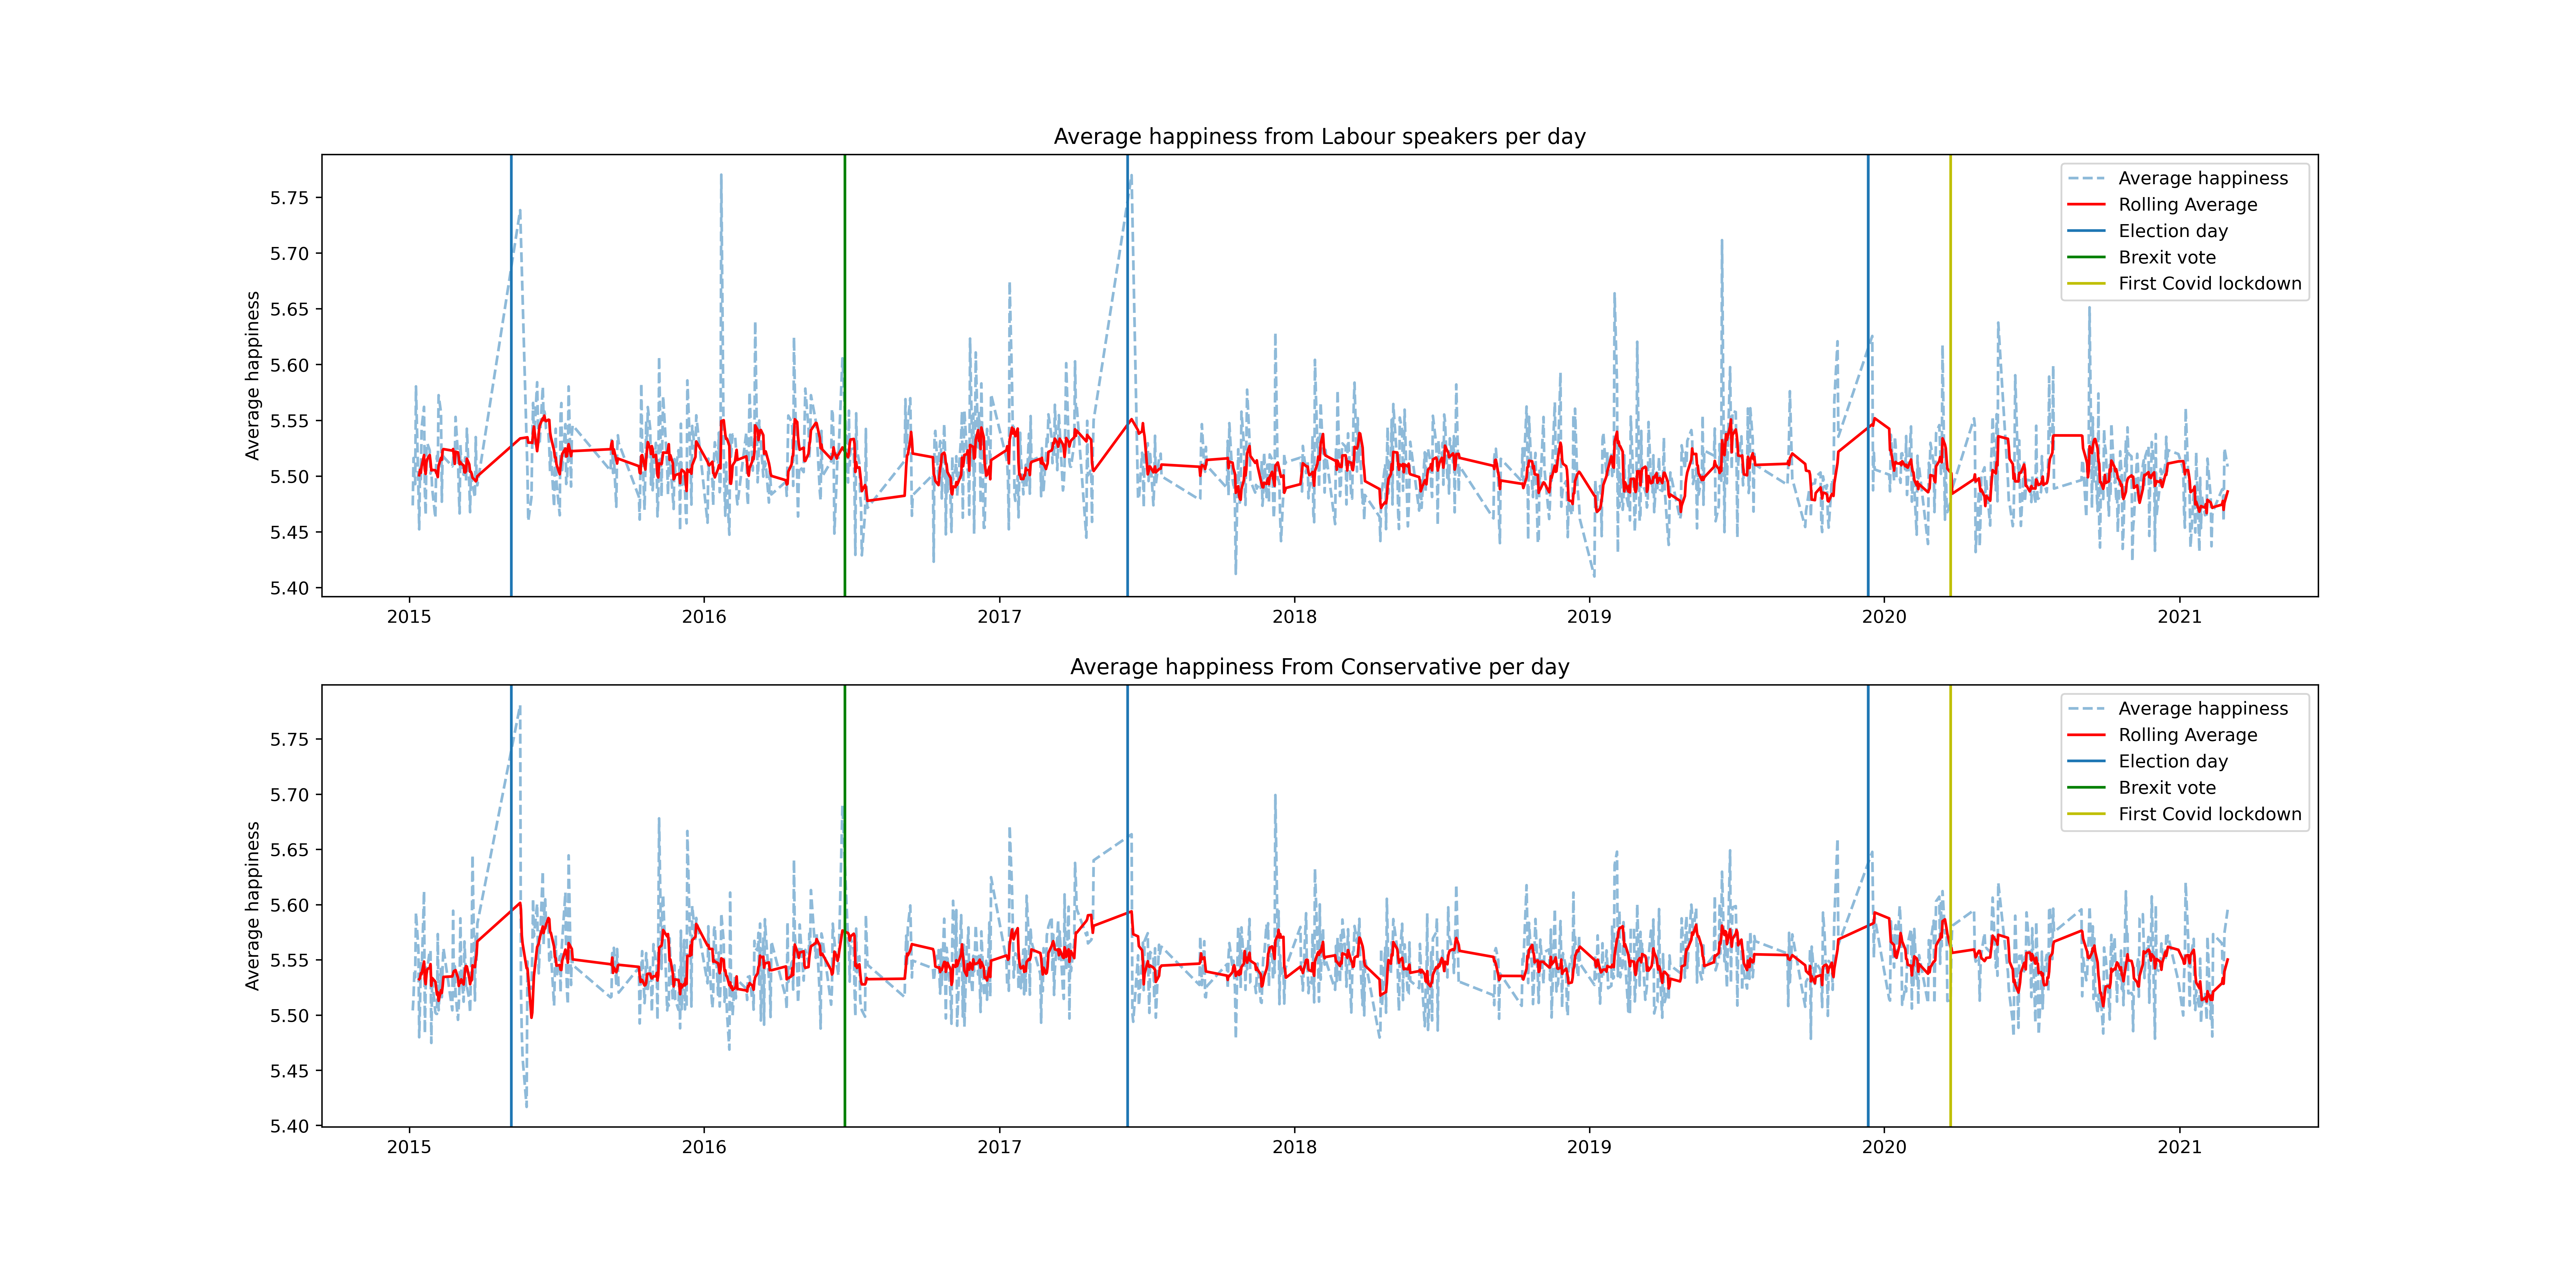 Average happiness from Labour speakers per day
Average happiness
5.75
5.70
5.65
5.60
5.55
5.50
5.45
5.40
Average happiness
Rolling Average
Election day
Brexit vote
First Covid lockdown
2015 2016 2017 2018 2019 2020 2021
Average happiness From Conservative per day
Average happiness
5.75
5.70
5.65
5.60
5.55
5.50
5.45
5.40
Average happiness
Rolling Average
Election day
Brexit vote
First Covid lockdown
2015 2016 2017 2018 2019 2020 2021